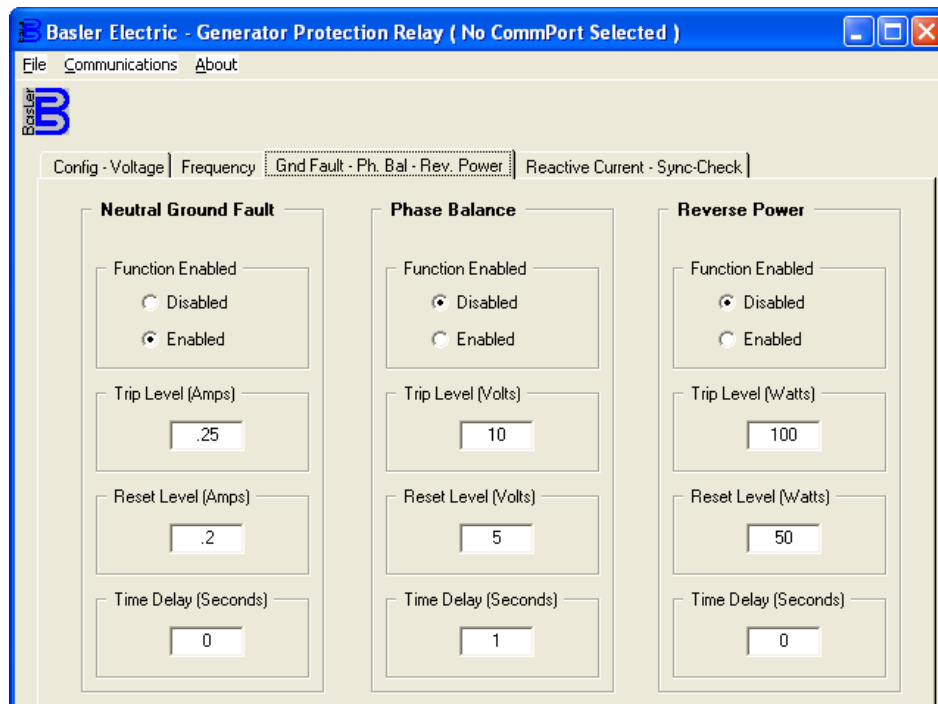 Basler Electric - Generator Protection Relay ( No CommPort Selected )
File Communications About
Basler
Config - Voltage Frequency Gnd Fault - Ph. Bal - Rev. Power Reactive Current - Sync-Check
Neutral Ground Fault
Function Enabled
Disabled
Enabled
Trip Level (Amps)
.25
Reset Level (Amps)
.2
Time Delay (Seconds)
0
Phase Balance
Function Enabled
Disabled
Enabled
Trip Level (Volts)
10
Reset Level (Volts)
5
Time Delay (Seconds)
1
Reverse Power
Function Enabled
Disabled
Enabled
Trip Level (Watts)
100
Reset Level (Watts)
50
Time Delay (Seconds)
0